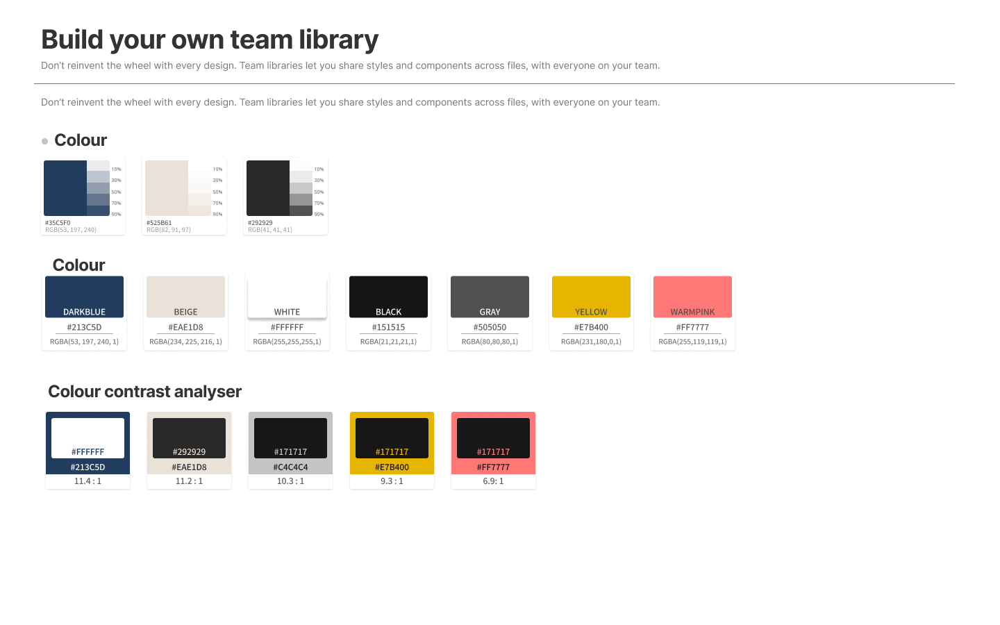 Build your own team library
Don’t reinvent the wheel with every design. Team libraries let you share styles and components across files, with everyone on your team.
Don’t reinvent the wheel with every design. Team libraries let you share styles and components across files, with everyone on your team.
Colour
10%
30%
50%
70%
90%
#35C5F0
RGB(53, 197, 240)
10%
30%
50%
70%
90%
#525B61
RGB(82, 91, 97)
10%
30%
50%
70%
90%
#292929
RGB(41, 41, 41)
Colour
DARKBLUE
#213C5D
RGBA(53, 197, 240, 1)
BEIGE
#EAE1D8
RGBA(234, 225, 216, 1)
WHITE
#FFFFFF
RGBA(255,255,255,1)
BLACK
#151515
RGBA(21,21,21,1)
GRAY
#505050
RGBA(80,80,80,1)
YELLOW
#E7B400
RGBA(231,180,0,1)
WARMPINK
#FF7777
RGBA(255,119,119,1)
Colour contrast analyser
#FFFFFF
#213C5D
11.4 : 1
#292929
#EAE1D8
11.2 : 1
#171717
#C4C4C4
10.3 : 1
#171717
#E7B400
9.3 : 1
#171717
#FF7777
6.9: 1